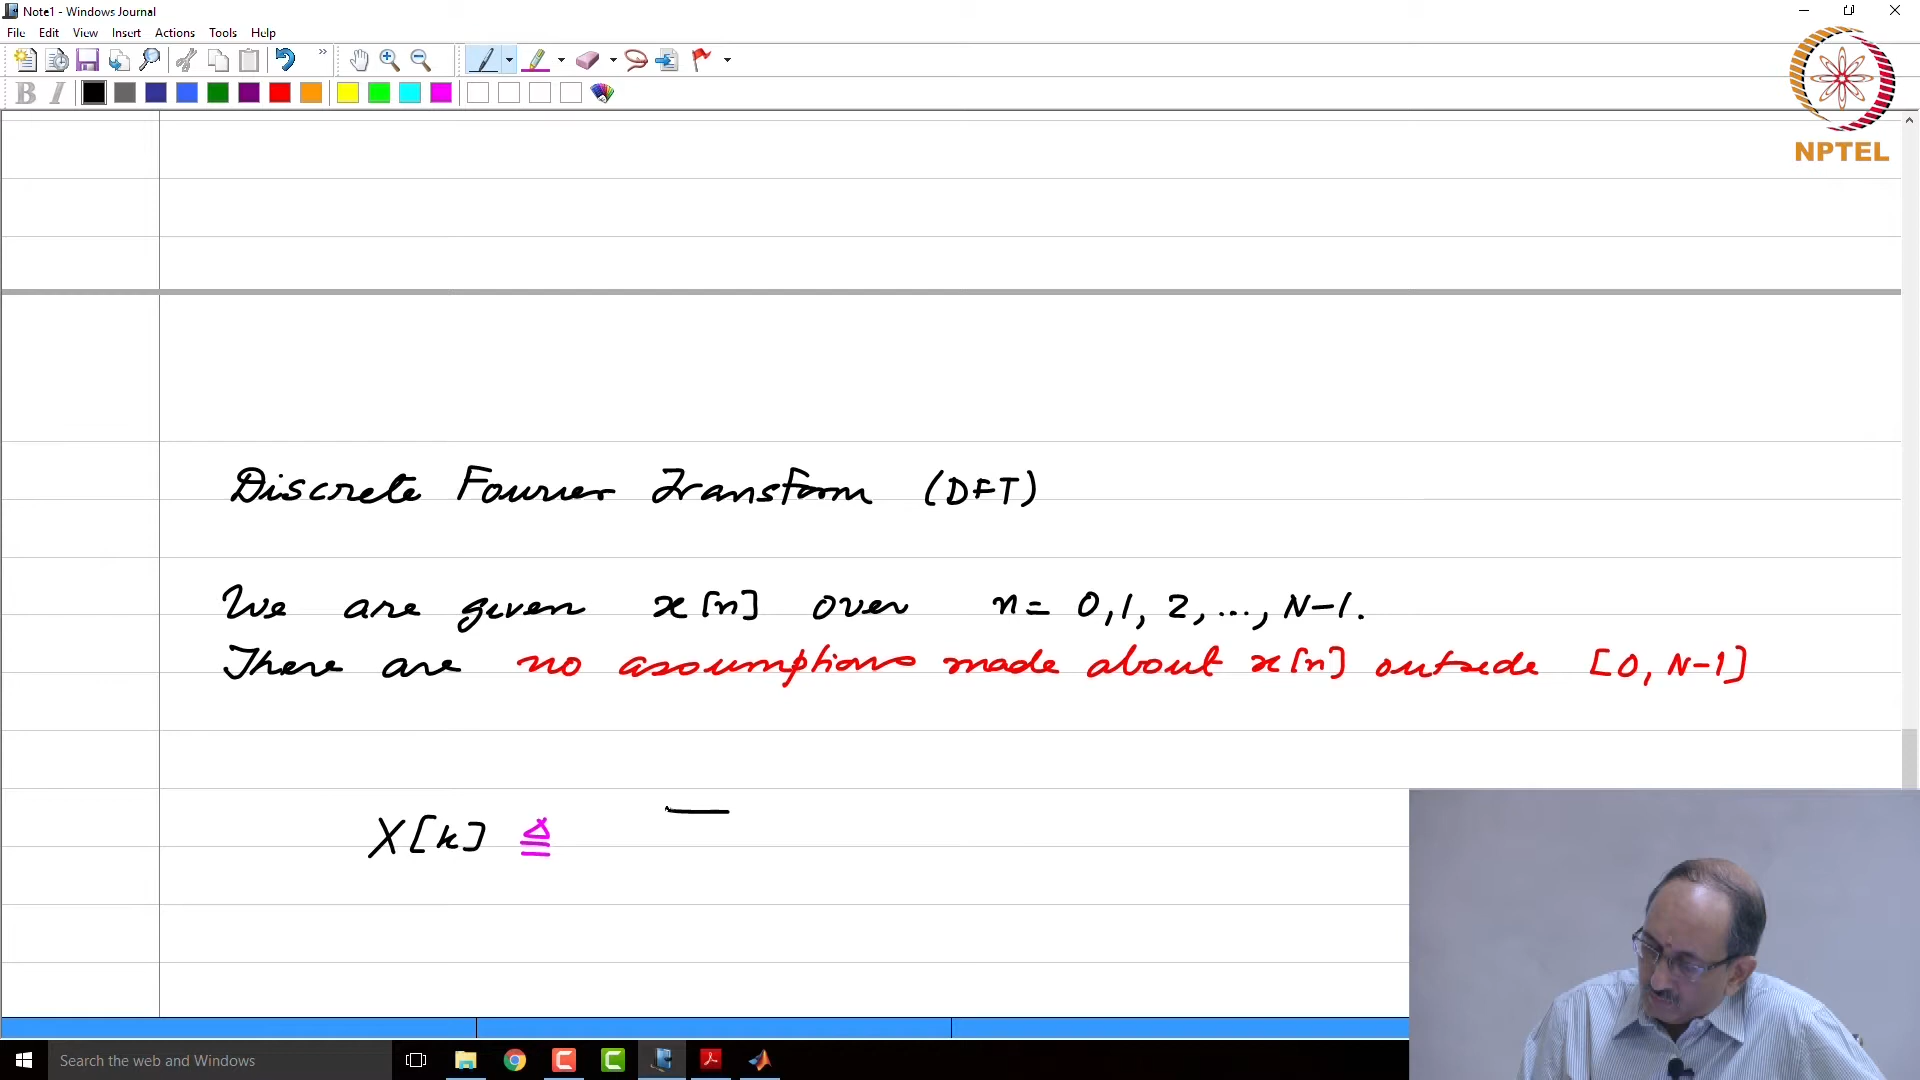 Note1 - Windows Journal
File Edit View Insert Actions Tools Help
B I
NPTEL
Discrete Fourier Transform (DFT)
We are given x[n] over n = 0, 1, 2, ..., N-1.
There are no assumptions made about x[n] outside [0, N-1]
X[k] ≜
Search the web and Windows